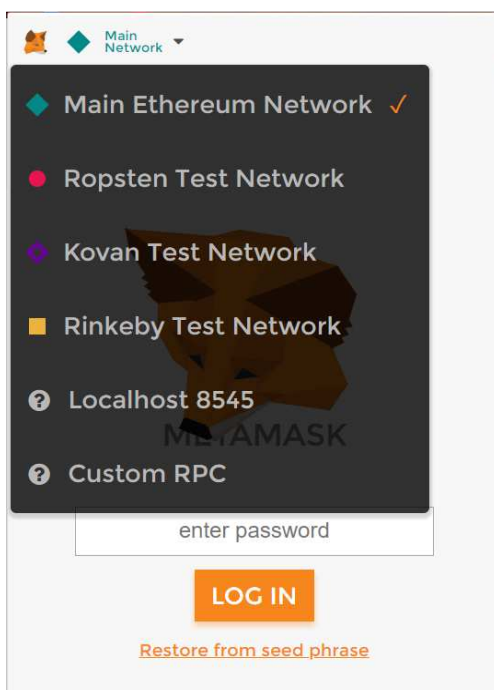 Main
Network
Main Ethereum Network ✓
Ropsten Test Network
Kovan Test Network
Rinkeby Test Network
? Localhost 8545
METAMASK
? Custom RPC
enter password
LOG IN
Restore from seed phrase